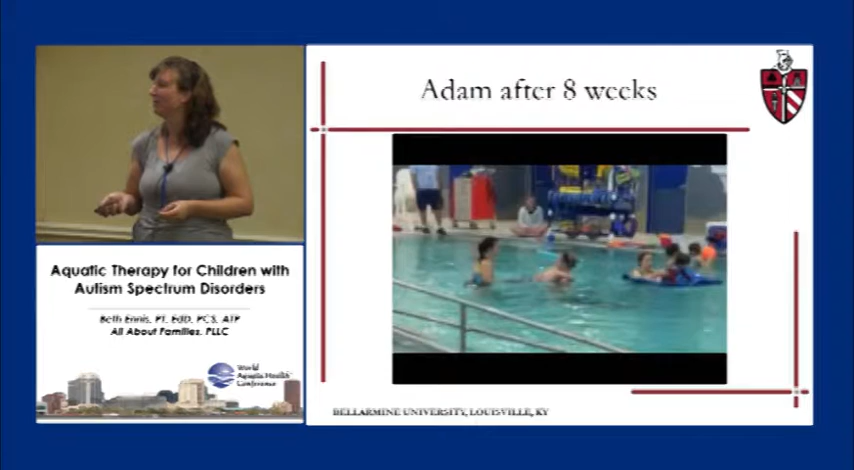 Adam after 8 weeks
Aquatic Therapy for Children with
Autism Spectrum Disorders
Beth Ennis, PT, EdD, PCS, ATP
All About Families, PLLC
World
Aquatic Health™
Conference
BELLARMINE UNIVERSITY, LOUISVILLE, KY